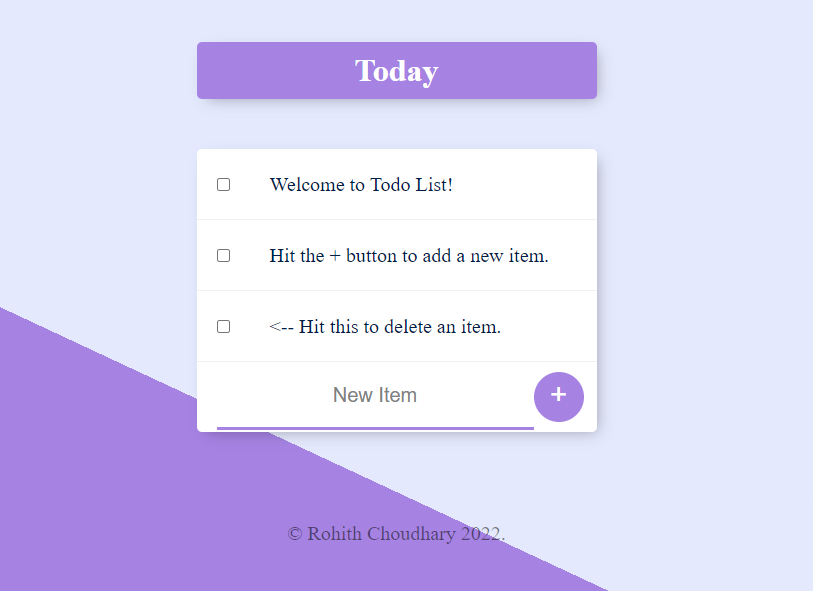 Today
Welcome to Todo List!
Hit the + button to add a new item.
<-- Hit this to delete an item.
New Item
+
© Rohith Choudhary 2022.